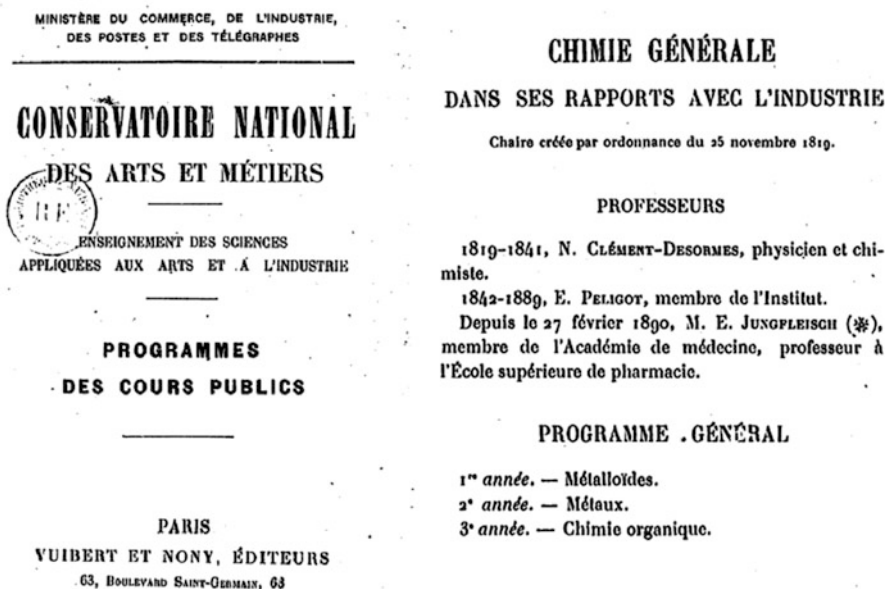 MINISTÈRE DU COMMERCE, DE L'INDUSTRIE,
DES POSTES ET DES TÉLÉGRAPHES
CONSERVATOIRE NATIONAL
DES ARTS ET MÉTIERS
ENSEIGNEMENT DES SCIENCES
APPLIQUÉES AUX ARTS ET À L'INDUSTRIE
PROGRAMMES
DES COURS PUBLICS
PARIS
VUIBERT ET NONY, ÉDITEURS
63, BOULEVARD SAINT-GERMAIN, 63
CHIMIE GÉNÉRALE
DANS SES RAPPORTS AVEC L'INDUSTRIE
Chaire créée par ordonnance du 25 novembre 1819.
PROFESSEURS
1819-1841, N. CLÉMENT-DESORMES, physicien et chi-
miste.
1842-1889, E. PELIGOT, membre de l'Institut.
Depuis le 27 février 1890, M. E. JUNGFLEISCH (✻),
membre de l'Académie de médecine, professeur à
l'École supérieure de pharmacie.
PROGRAMME GÉNÉRAL
1re année. — Métalloïdes.
2e année. — Métaux.
3e année. — Chimie organique.